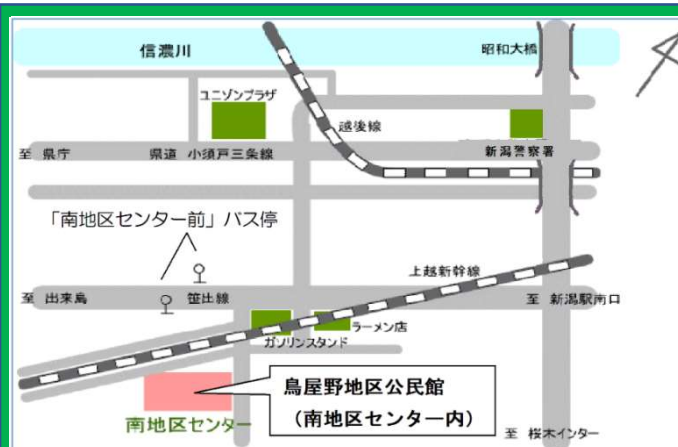 信濃川
昭和大橋
ユニゾンプラザ
越後線
至 県庁
県道 小須戸三条線
新潟警察署
「南地区センター前」バス停
上越新幹線
至 出来島
笹出線
至 新潟駅南口
ラーメン店
ガソリンスタンド
鳥屋野地区公民館
(南地区センター内)
南地区センター
至 桜木インター